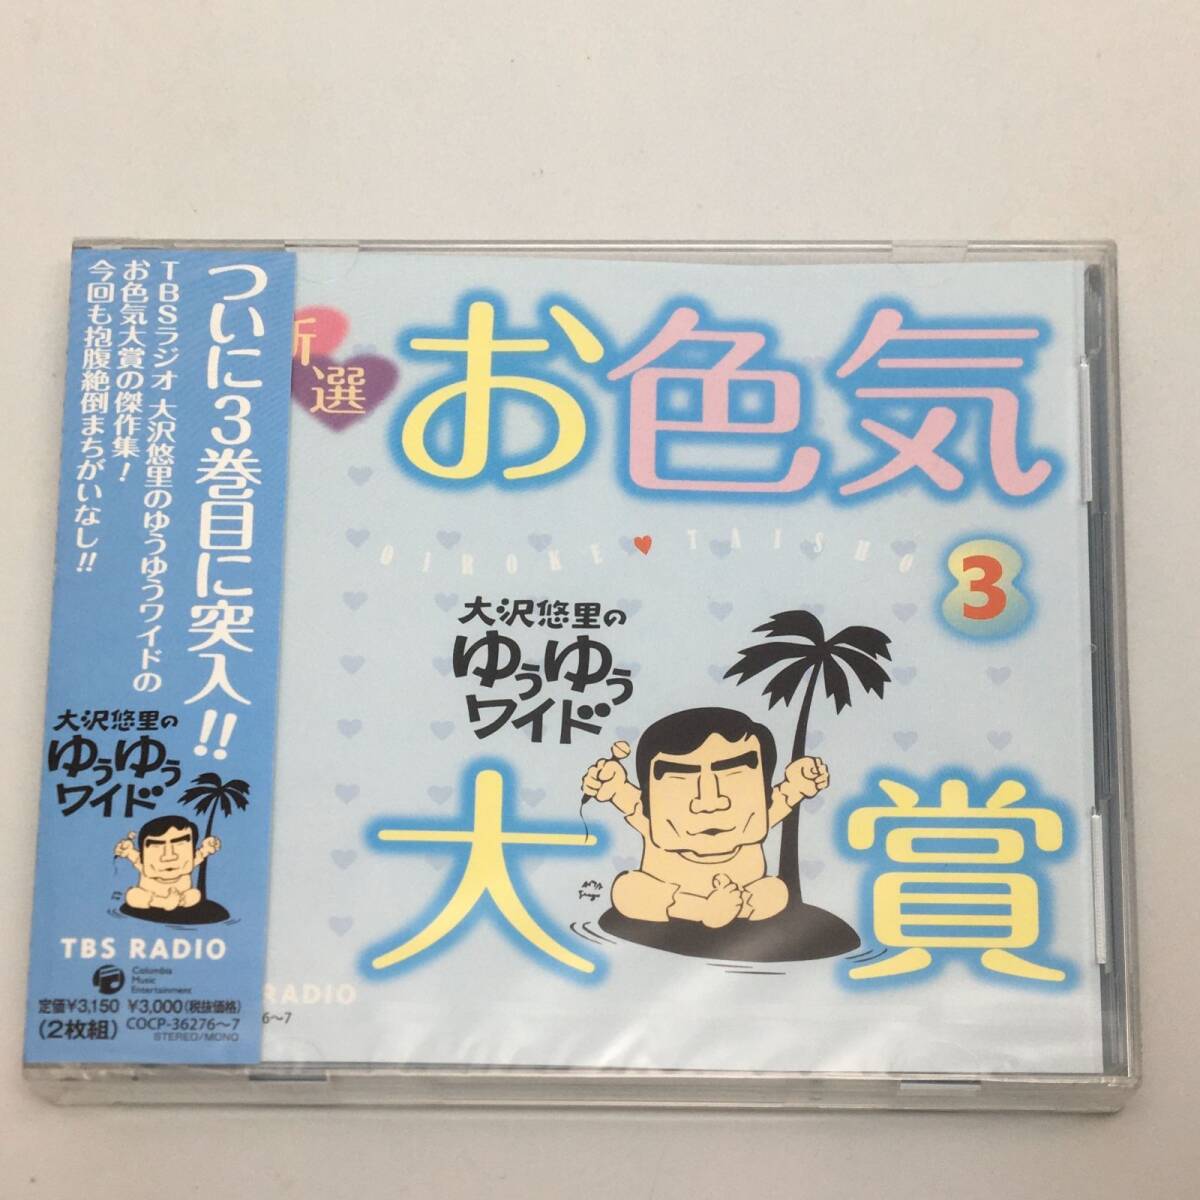 ついに3巻目に突入!!
TBSラジオ 大沢悠里のゆうゆうワイドの
お色気大賞の傑作集!
今回も抱腹絶倒まちがいなし!!
大沢悠里の
ゆうゆう
ワイド
TBS RADIO
Columbia
Music
Entertainment
定価¥3,150 ¥3,000(税抜価格)
(2枚組) COCP-36276〜7
STEREO/MONO
選
お色気
OIROKE♥TAISHO
3
大沢悠里の
ゆうゆう
ワイド
大賞
RADIO
6〜7